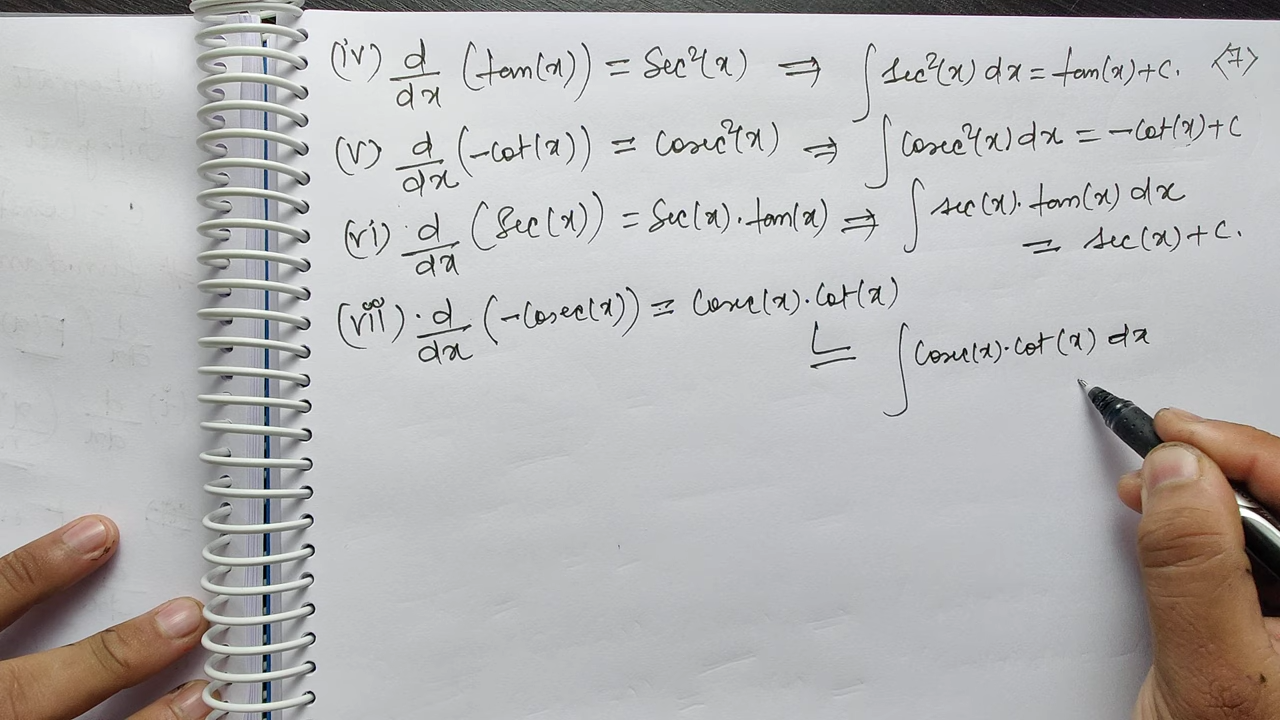 (iv) d/dx (tan(x)) = Sec²(x) ⇒ ∫ sec²(x) dx = tan(x)+C. <7>
(v) d/dx (-Cot(x)) = Cosec²(x) ⇒ ∫ Cosec²(x) dx = -Cot(x)+C
(vi) · d/dx (Sec(x)) = Sec(x)·tan(x) ⇒ ∫ sec(x)· tan(x) dx
= sec(x)+C.
(vii) · d/dx (-Cosec(x)) = Cosec(x)·Cot(x)
∫ Cosec(x)·Cot(x) dx